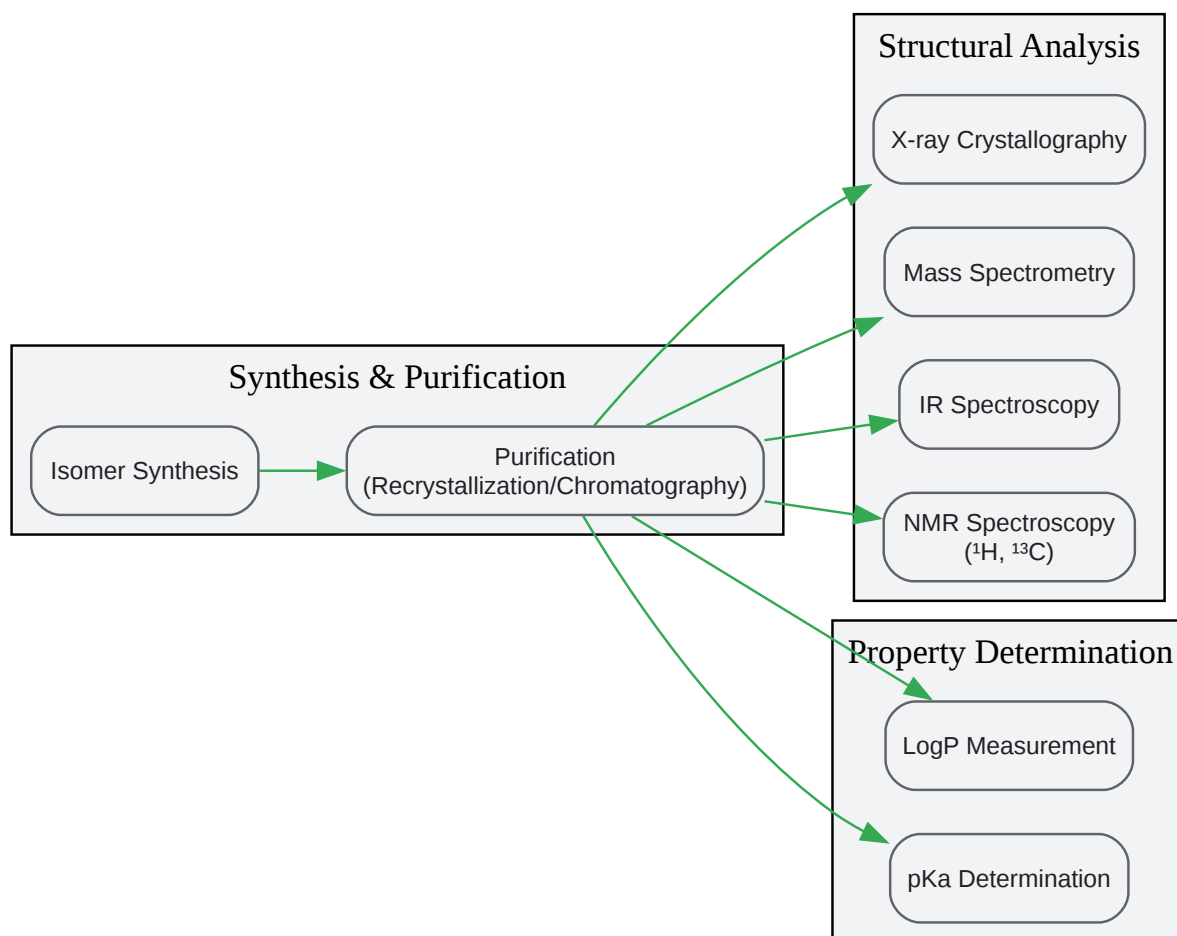 Structural Analysis
X-ray Crystallography
Mass Spectrometry
IR Spectroscopy
NMR Spectroscopy
(¹H, ¹³C)
Synthesis & Purification
Isomer Synthesis
Purification
(Recrystallization/Chromatography)
Property Determination
LogP Measurement
pKa Determination